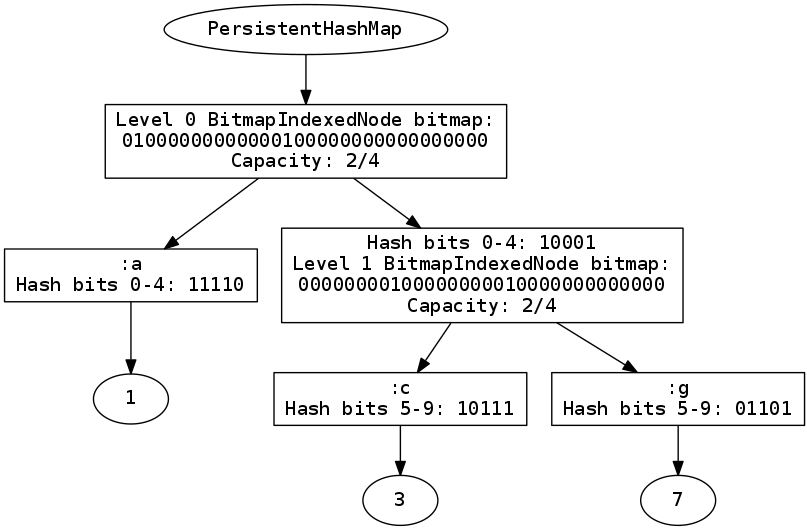 PersistentHashMap
Level 0 BitmapIndexedNode bitmap:
01000000000000100000000000000000
Capacity: 2/4
:a
Hash bits 0-4: 11110
Hash bits 0-4: 10001
Level 1 BitmapIndexedNode bitmap:
00000000100000000010000000000000
Capacity: 2/4
:c
Hash bits 5-9: 10111
:g
Hash bits 5-9: 01101
1
3
7